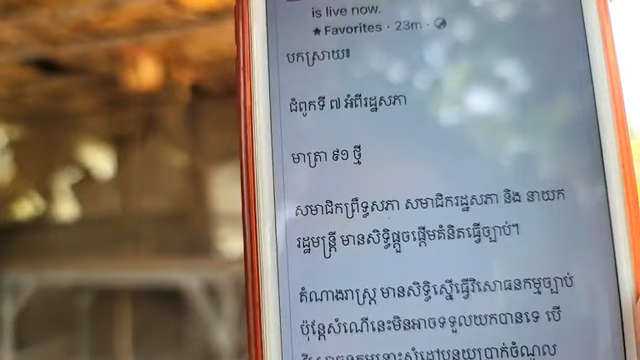 is live now.
★ Favorites · 23m ·
បកស្រាយ៖
ជំពូកទី ៧ អំពីរដ្ឋសភា
មាត្រា ៩១ ថ្មី
សមាជិកព្រឹទ្ធសភា សមាជិករដ្ឋសភា និង នាយក
រដ្ឋមន្ត្រី មានសិទ្ធិផ្តួចផ្តើមគំនិតធ្វើច្បាប់។
តំណាងរាស្ត្រ មានសិទ្ធិស្នើធ្វើវិសោធនកម្មច្បាប់
ប៉ុន្តែសំណើនេះមិនអាចទទួលយកបានទេ បើ